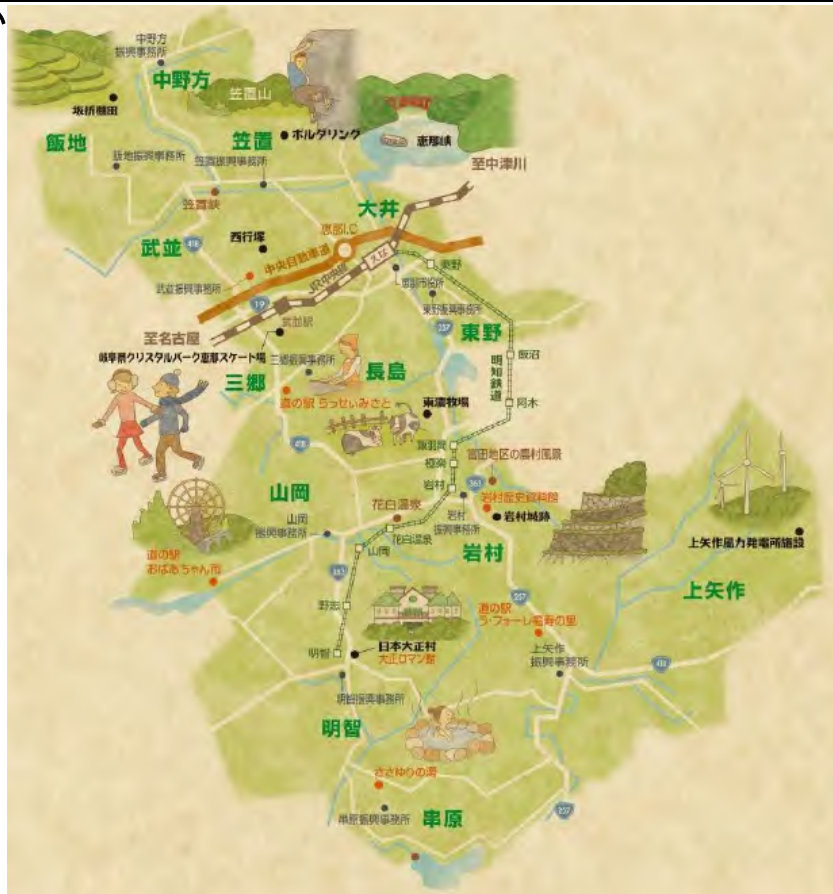 中野方
振興事務所
中野方
笠置山
坂折棚田
飯地
笠置
ボルダリング
恵那峡
飯地振興事務所
笠置振興事務所
至中津川
笠置峡
大井
恵那I.C
武並
西行塚
418
中央自動車道
JR中央線
えな
東野
武並振興事務所
恵那市役所
東野振興事務所
19
257
武並駅
東野
至名古屋
岐阜県クリスタルパーク恵那スケート場
三郷振興事務所
飯沼
明知鉄道
三郷
長島
道の駅 らっせぃみさと
東濃牧場
阿木
418
飯羽間
富田地区の農村風景
極楽
岩村
363
山岡
花白温泉
岩村歴史資料館
岩村城跡
山岡
振興事務所
岩村
振興事務所
花白温泉
上矢作風力発電所施設
山岡
岩村
道の駅
おばあちゃん市
363
上矢作
野志
257
道の駅
ラ・フォーレ福寿の里
日本大正村
大正ロマン館
明智
上矢作
振興事務所
418
明智振興事務所
明智
ささゆりの湯
串原振興事務所
串原
257